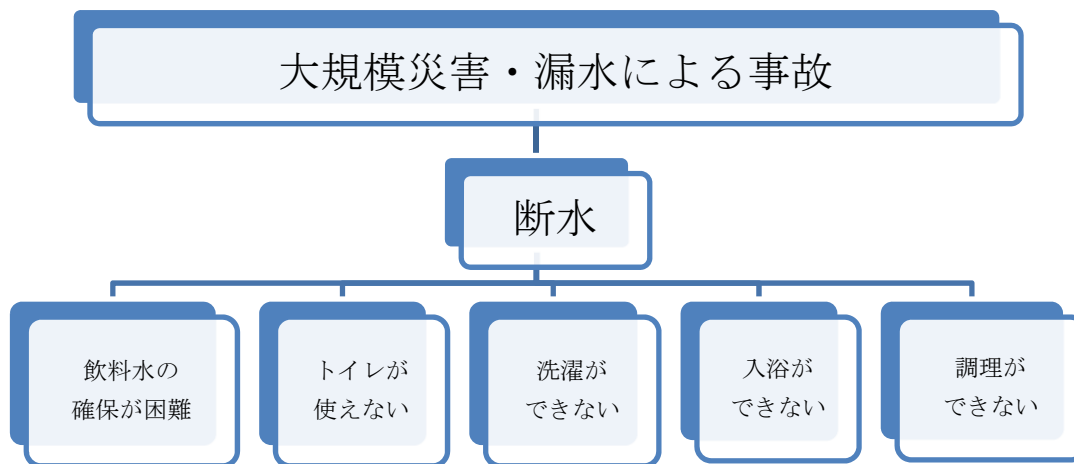 大規模災害・漏水による事故
断水
飲料水の
確保が困難
トイレが
使えない
洗濯が
できない
入浴が
できない
調理が
できない